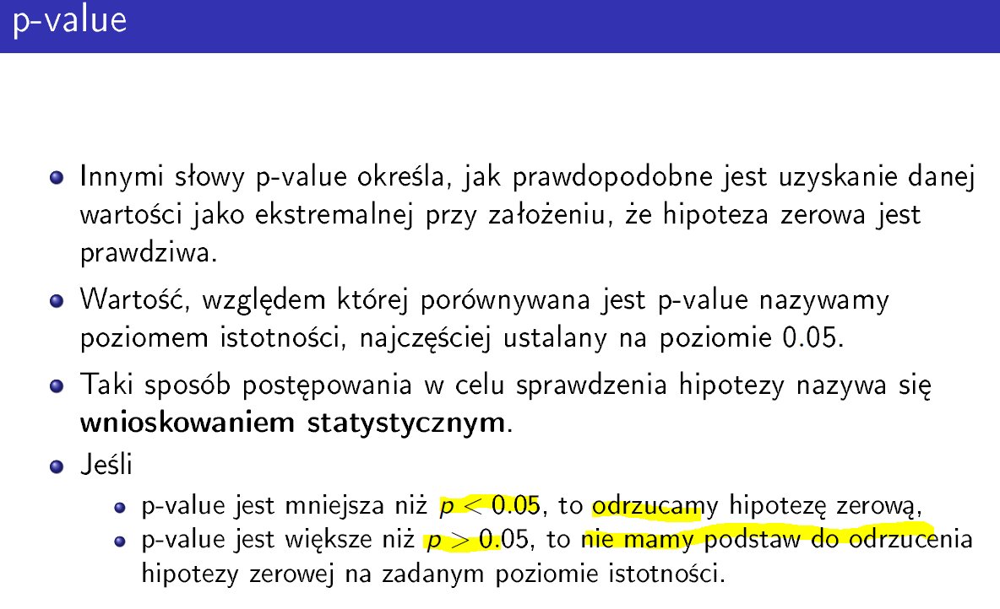 p-value
Innymi słowy p-value określa, jak prawdopodobne jest uzyskanie danej
wartości jako ekstremalnej przy założeniu, że hipoteza zerowa jest
prawdziwa.
Wartość, względem której porównywana jest p-value nazywamy
poziomem istotności, najczęściej ustalany na poziomie 0.05.
Taki sposób postępowania w celu sprawdzenia hipotezy nazywa się
wnioskowaniem statystycznym.
Jeśli
p-value jest mniejsza niż p < 0.05, to odrzucamy hipotezę zerową,
p-value jest większe niż p > 0.05, to nie mamy podstaw do odrzucenia
hipotezy zerowej na zadanym poziomie istotności.